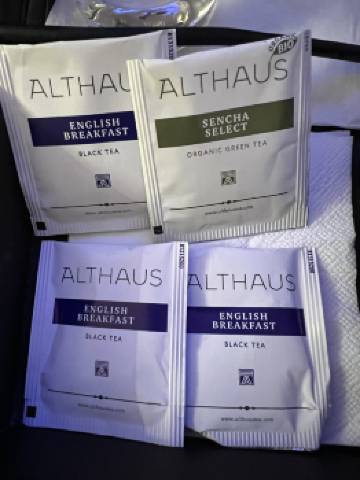 ALTHAUS
ENGLISH
BREAKFAST
BLACK TEA
BIO
ALTHAUS
SENCHA
SELECT
ORGANIC GREEN TEA
ALTHAUS
ENGLISH
BREAKFAST
BLACK TEA
ALTHAUS
ENGLISH
BREAKFAST
BLACK TEA